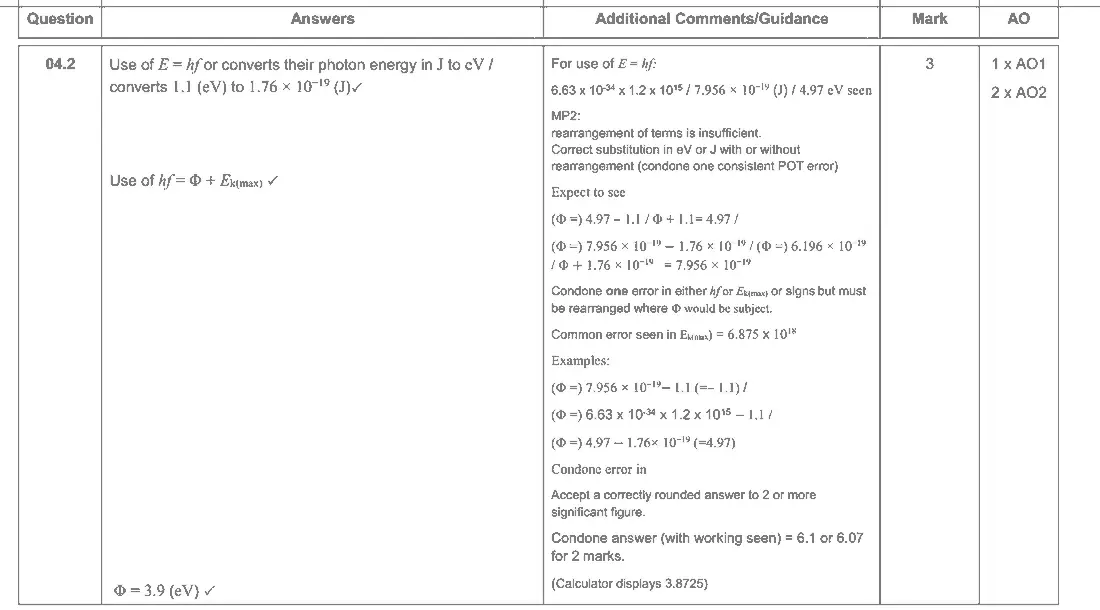 Question Answers Additional Comments/Guidance Mark AO
04.2 Use of E = hf or converts their photon energy in J to eV / For use of E = hf: 3 1 x AO1
converts 1.1 (eV) to 1.76 × 10⁻¹⁹ (J)✓ 6.63 x 10⁻³⁴ x 1.2 x 10¹⁵ / 7.956 × 10⁻¹⁹ (J) / 4.97 eV seen 2 x AO2
MP2:
rearrangement of terms is insufficient.
Correct substitution in eV or J with or without
rearrangement (condone one consistent POT error)
Use of hf = Φ + Eₖ₍ₘₐₓ₎ ✓
Expect to see
(Φ =) 4.97 – 1.1 / Φ + 1.1= 4.97 /
(Φ =) 7.956 × 10⁻¹⁹ – 1.76 × 10⁻¹⁹ / (Φ =) 6.196 × 10⁻¹⁹
/ Φ + 1.76 × 10⁻¹⁹ = 7.956 × 10⁻¹⁹
Condone one error in either hf or Eₖ₍ₘₐₓ₎ or signs but must
be rearranged where Φ would be subject.
Common error seen in Eₖ₍ₘₐₓ₎) = 6.875 x 10¹⁸
Examples:
(Φ =) 7.956 × 10⁻¹⁹– 1.1 (=– 1.1) /
(Φ =) 6.63 x 10⁻³⁴ x 1.2 x 10¹⁵ – 1.1 /
(Φ =) 4.97 – 1.76× 10⁻¹⁹ (=4.97)
Condone error in
Accept a correctly rounded answer to 2 or more
significant figure.
Condone answer (with working seen) = 6.1 or 6.07
for 2 marks.
Φ = 3.9 (eV) ✓ (Calculator displays 3.8725)